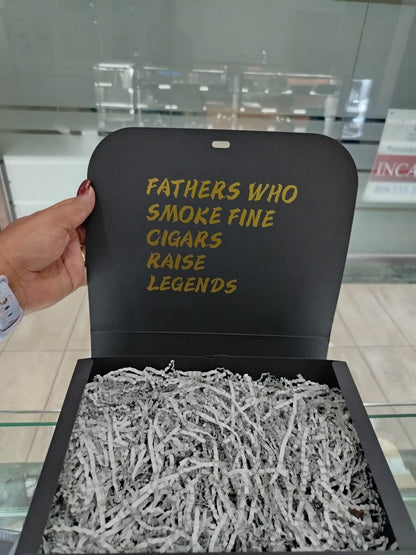 FATHERS WHO
SMOKE FINE
CIGARS
RAISE
LEGENDS
INCA